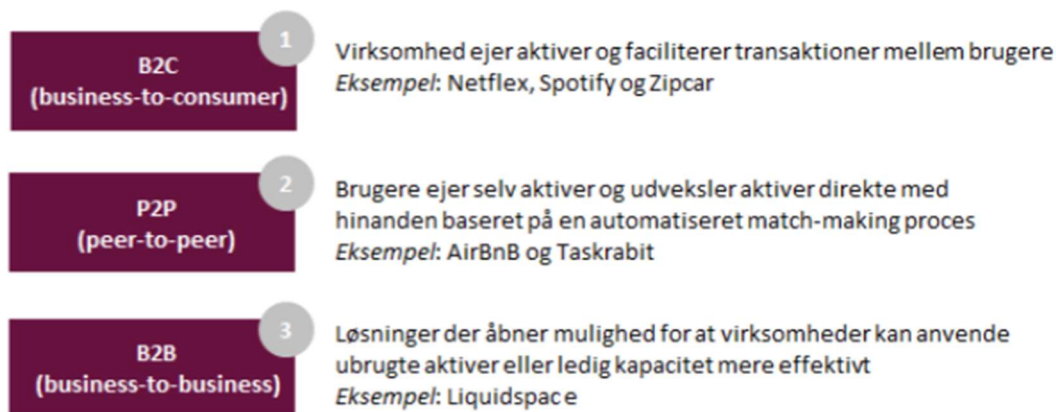 1
B2C
(business-to-consumer)
Virksomhed ejer aktiver og faciliterer transaktioner mellem brugere
Eksempel: Netflex, Spotify og Zipcar
2
P2P
(peer-to-peer)
Brugere ejer selv aktiver og udveksler aktiver direkte med
hinanden baseret på en automatiseret match-making proces
Eksempel: AirBnB og Taskrabit
3
B2B
(business-to-business)
Løsninger der åbner mulighed for at virksomheder kan anvende
ubrugte aktiver eller ledig kapacitet mere effektivt
Eksempel: Liquidspace